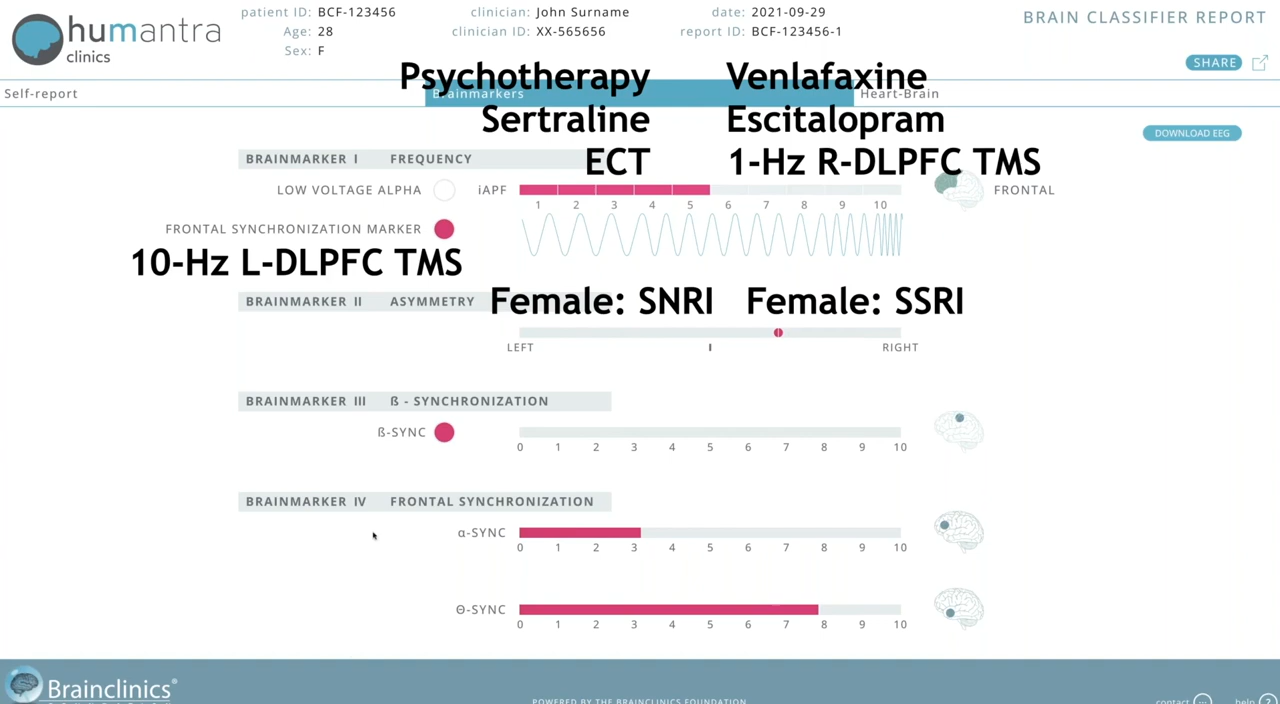 humantra
clinics
patient ID: BCF-123456
Age: 28
Sex: F
clinician: John Surname
clinician ID: XX-565656
date: 2021-09-29
report ID: BCF-123456-1
BRAIN CLASSIFIER REPORT
SHARE
Psychotherapy Venlafaxine
Self-report Brainmarkers Heart-Brain
Sertraline Escitalopram
DOWNLOAD EEG
ECT 1-Hz R-DLPFC TMS
BRAINMARKER I FREQUENCY
LOW VOLTAGE ALPHA iAPF FRONTAL
1 2 3 4 5 6 7 8 9 10
FRONTAL SYNCHRONIZATION MARKER
10-Hz L-DLPFC TMS
BRAINMARKER II ASYMMETRY
Female: SNRI Female: SSRI
LEFT I RIGHT
BRAINMARKER III ß - SYNCHRONIZATION
ß-SYNC
0 1 2 3 4 5 6 7 8 9 10
BRAINMARKER IV FRONTAL SYNCHRONIZATION
α-SYNC
0 1 2 3 4 5 6 7 8 9 10
Θ-SYNC
0 1 2 3 4 5 6 7 8 9 10
Brainclinics®
POWERED BY THE BRAINCLINICS FOUNDATION
contact ... help ?